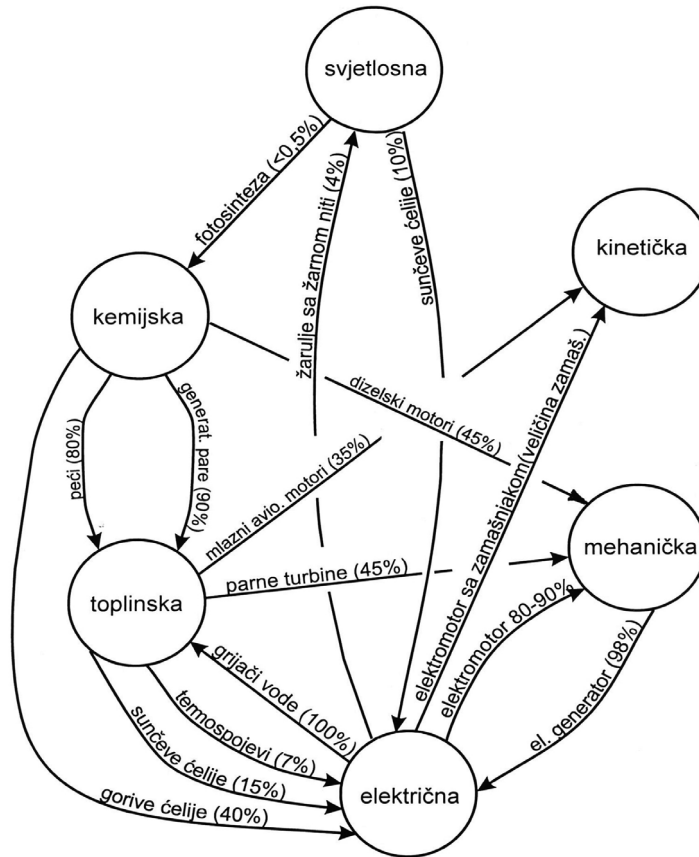 svjetlosna
fotosinteza (<0,5%)
žarulje sa žarnom niti (4%)
sunčeve ćelije (10%)
kinetička
kemijska
dizelski motori (45%)
elektromotor sa zamašnjakom(veličina zamaš.)
peći (80%)
generat. pare (90%)
mlazni avio. motori (35%)
mehanička
parne turbine (45%)
toplinska
elektromotor 80-90%
el. generator (98%)
grijači vode (100%)
termospojevi (7%)
sunčeve ćelije (15%)
gorive ćelije (40%)
električna